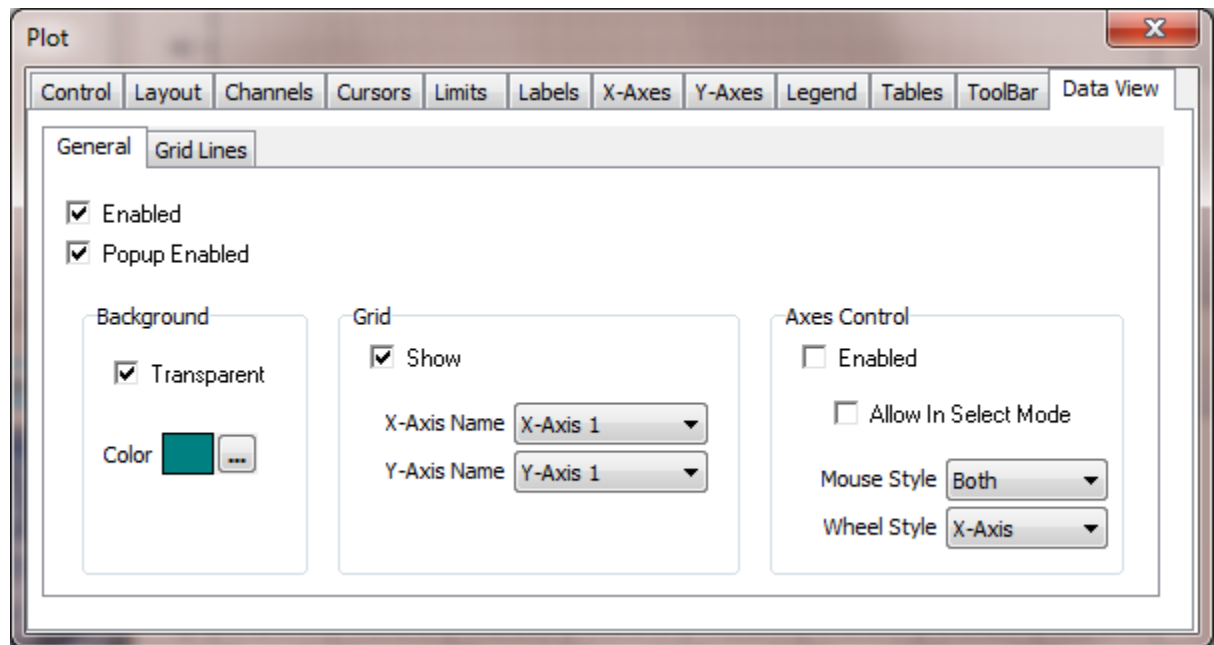 Plot
Control Layout Channels Cursors Limits Labels X-Axes Y-Axes Legend Tables ToolBar Data View
General Grid Lines
Enabled
Popup Enabled
Background
Transparent
Color ...
Grid
Show
X-Axis Name X-Axis 1
Y-Axis Name Y-Axis 1
Axes Control
Enabled
Allow In Select Mode
Mouse Style Both
Wheel Style X-Axis